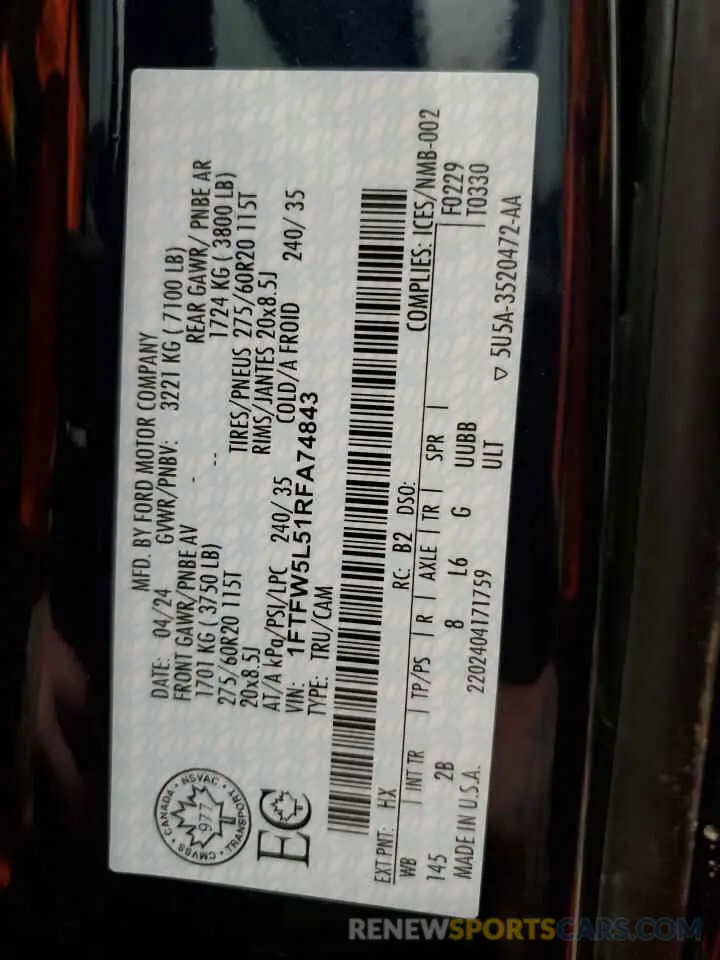 MFD. BY FORD MOTOR COMPANY
DATE: 04/24 GVWR/PNBV: 3221 KG ( 7100 LB)
FRONT GAWR/PNBE AV - REAR GAWR/ PNBE AR
1701 KG ( 3750 LB) -- 1724 KG ( 3800 LB)
275/60R20 115T TIRES/PNEUS 275/60R20 115T
20x8.5J RIMS/JANTES 20x8.5J
AT/A kPa/PSI/LPC 240/ 35 COLD/A FROID 240/ 35
VIN: 1FTFW5L51RFA74843
TYPE: TRU/CAM
CANADA • NSVAC • TRANSPORT • CMVSS
977
EC
EXT PNT: HX RC: B2 DSO: COMPLIES: ICES/NMB-002
WB | INT TR | TP/PS | R | AXLE | TR | SPR | F0229
145 2B 8 L6 G UUBB T0330
MADE IN U.S.A. 2202404171759 ULT
▽ 5U5A-3520472-AA
RENEWSPORTSCARS.COM